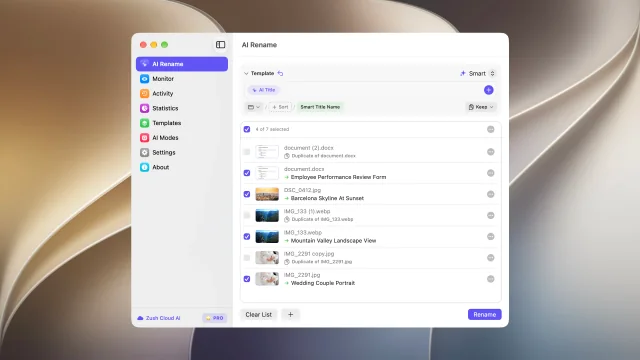 AI Rename
AI Rename
Monitor
Activity
Statistics
Templates
AI Modes
Settings
About
Zush Cloud AI
PRO
Template
Smart
AI Title
Sort
Smart Title Name
Keep
4 of 7 selected
document (2).docx
Duplicate of document.docx
document.docx
Employee Performance Review Form
DSC_0412.jpg
Barcelona Skyline At Sunset
IMG_133 (1).webp
Duplicate of IMG_133.webp
IMG_133.webp
Mountain Valley Landscape View
IMG_2291 copy.jpg
Duplicate of IMG_2291.jpg
IMG_2291.jpg
Wedding Couple Portrait
Clear List
Rename